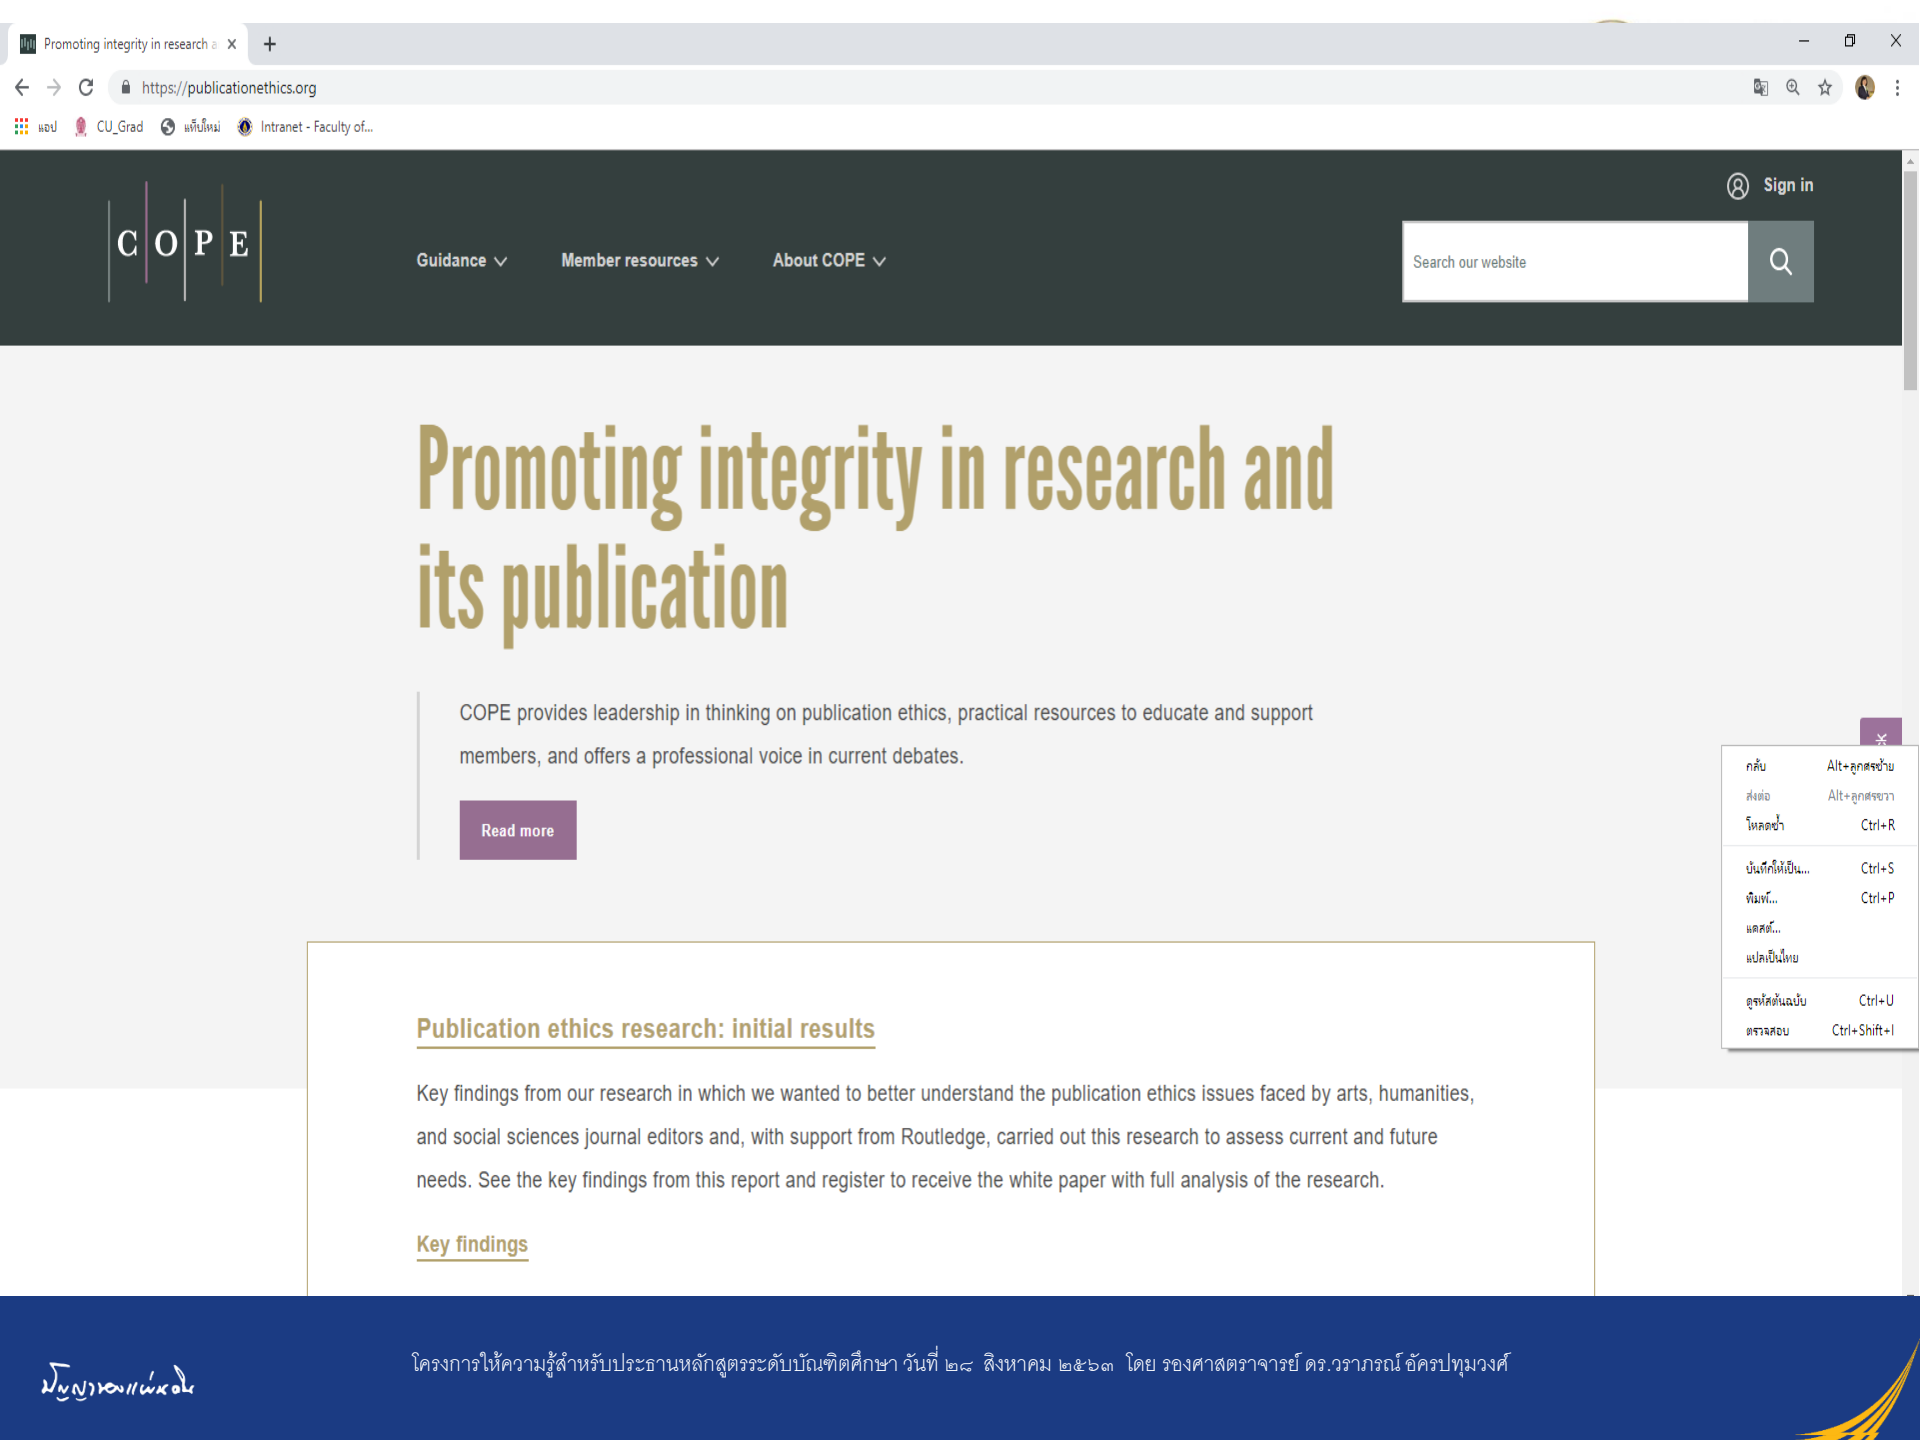 Promoting integrity in research a
https://publicationethics.org
แอป CU_Grad แท็บใหม่ Intranet - Faculty of...
Sign in
COPE
Guidance Member resources About COPE
Search our website
Promoting integrity in research and
its publication
COPE provides leadership in thinking on publication ethics, practical resources to educate and support
members, and offers a professional voice in current debates.
Read more
กลับ Alt+ลูกศรซ้าย
ส่งต่อ Alt+ลูกศรขวา
โหลดซ้ำ Ctrl+R
บันทึกให้เป็น... Ctrl+S
พิมพ์... Ctrl+P
แคสต์...
แปลเป็นไทย
ดูรหัสต้นฉบับ Ctrl+U
ตรวจสอบ Ctrl+Shift+I
Publication ethics research: initial results
Key findings from our research in which we wanted to better understand the publication ethics issues faced by arts, humanities,
and social sciences journal editors and, with support from Routledge, carried out this research to assess current and future
needs. See the key findings from this report and register to receive the white paper with full analysis of the research.
Key findings
ปัญญาของแผ่นดิน
โครงการให้ความรู้สำหรับประธานหลักสูตรระดับบัณฑิตศึกษา วันที่ ๒๘ สิงหาคม ๒๕๖๓ โดย รองศาสตราจารย์ ดร.วราภรณ์ อัครปทุมวงศ์